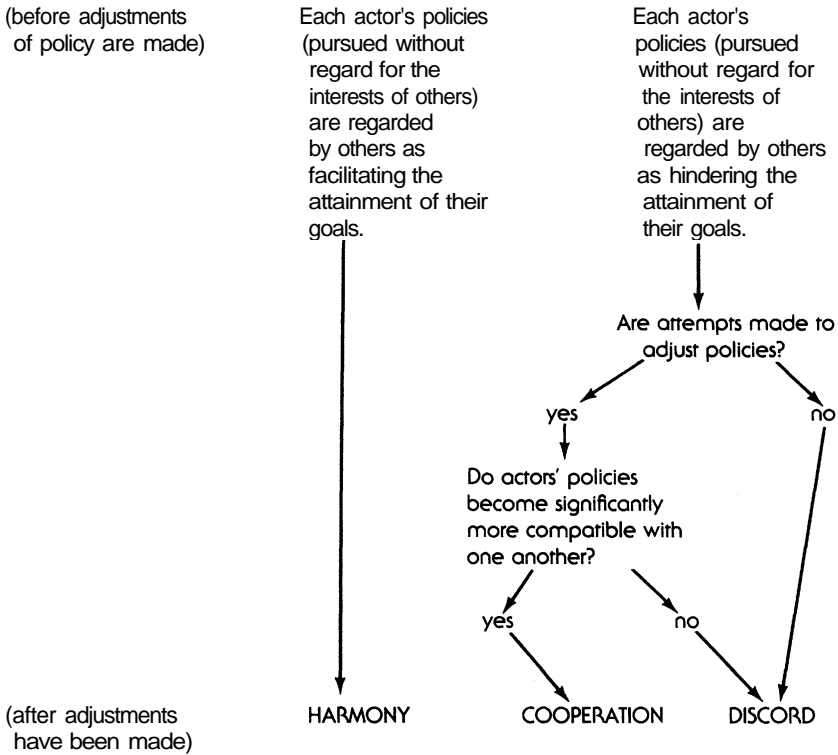 (before adjustments
of policy are made)
Each actor's policies
(pursued without
regard for the
interests of others)
are regarded
by others as
facilitating the
attainment of their
goals.
Each actor's
policies (pursued
without regard for
the interests of
others) are
regarded by others
as hindering the
attainment of
their goals.
Are attempts made to
adjust policies?
yes
no
Do actors' policies
become significantly
more compatible with
one another?
yes
no
(after adjustments
have been made)
HARMONY
COOPERATION
DISCORD